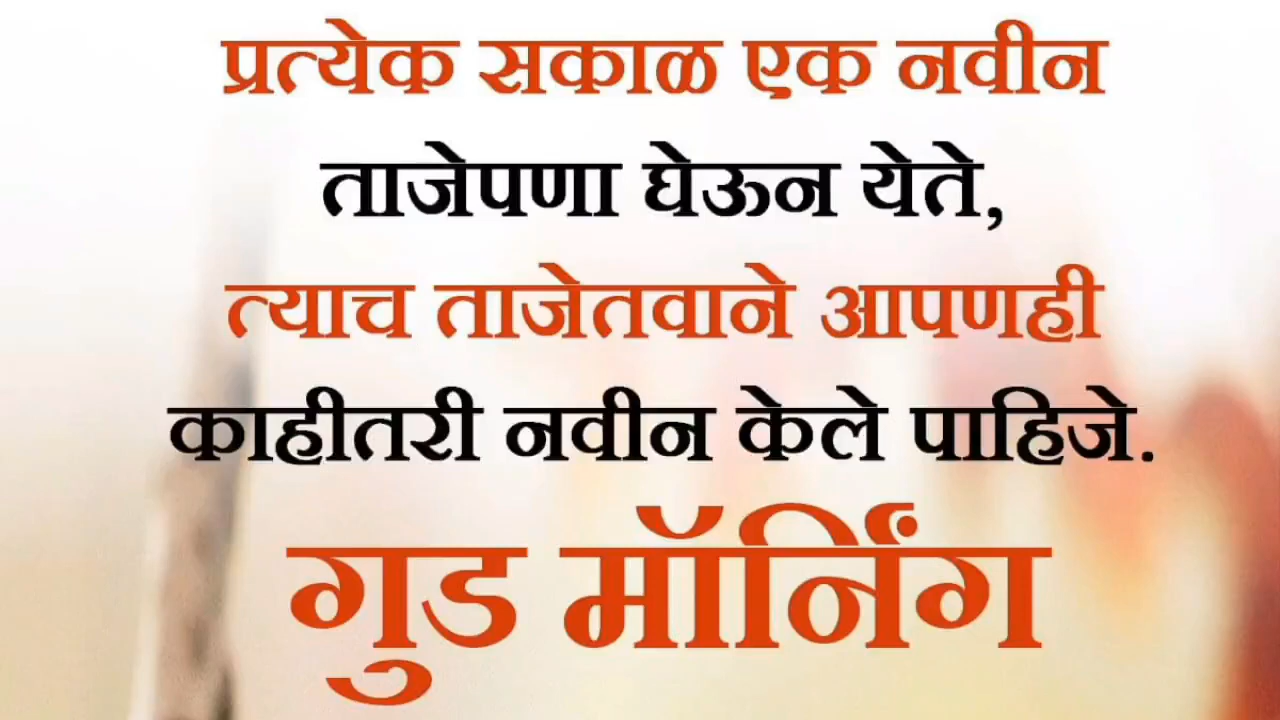 प्रत्येक सकाळ एक नवीन
ताजेपणा घेऊन येते,
त्याच ताजेतवाने आपणही
काहीतरी नवीन केले पाहिजे.
गुड मॉर्निंग